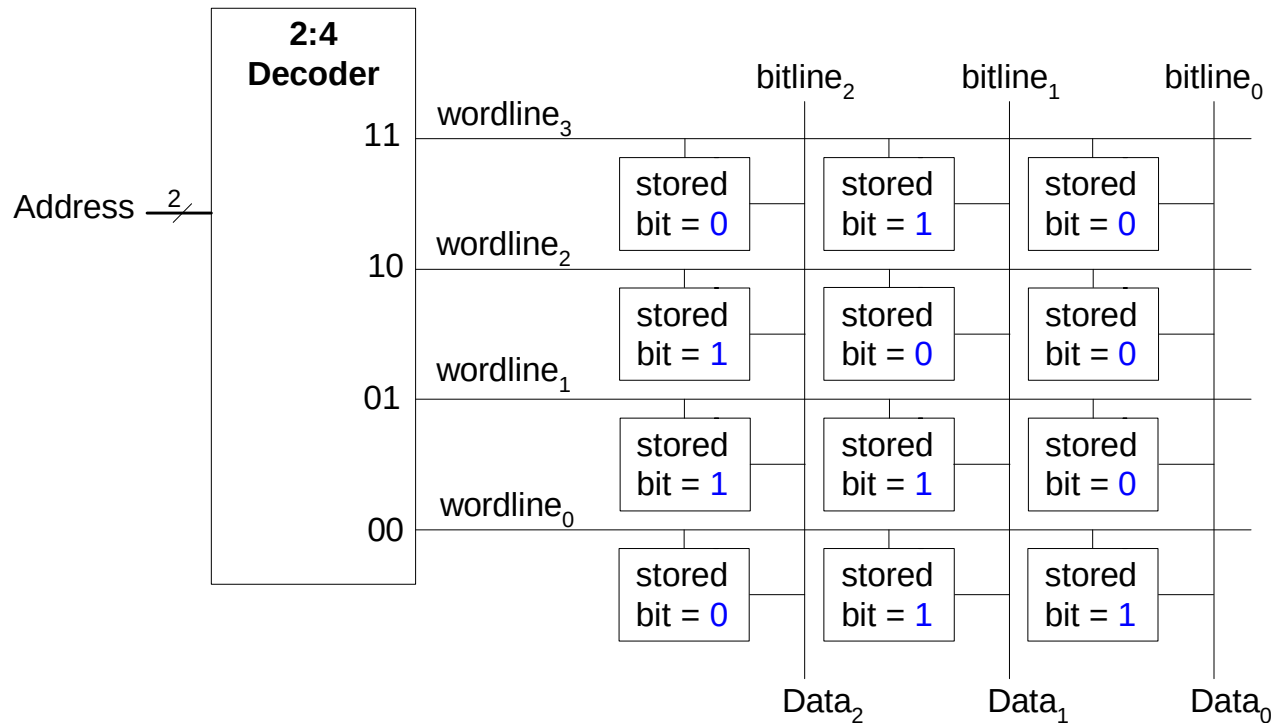 2:4
Decoder
bitline₂ bitline₁ bitline₀
wordline₃
11
stored stored stored
bit = 0 bit = 1 bit = 0
Address 2
wordline₂
10
stored stored stored
bit = 1 bit = 0 bit = 0
wordline₁
01
stored stored stored
bit = 1 bit = 1 bit = 0
wordline₀
00
stored stored stored
bit = 0 bit = 1 bit = 1
Data₂ Data₁ Data₀